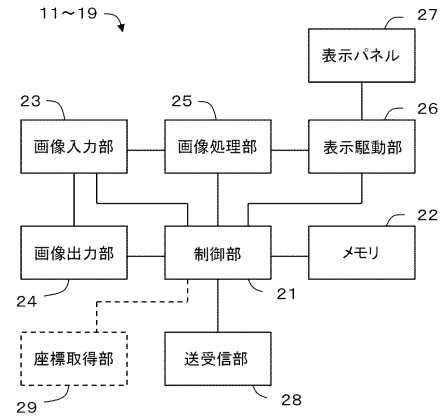 11～19
27
表示パネル
23
25
26
画像入力部
画像処理部
表示駆動部
22
画像出力部
制御部
メモリ
24
21
座標取得部
送受信部
29
28